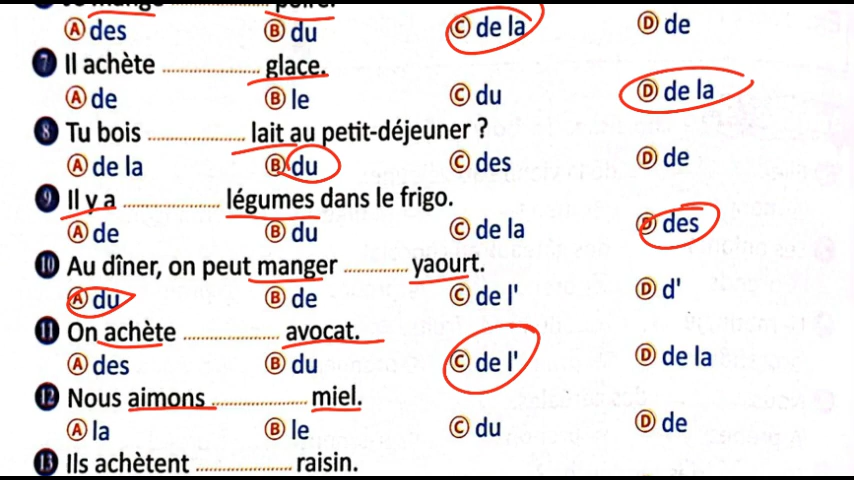 Je mange .............. poire.
A des B du C de la D de
7 Il achète .............. glace.
A de B le C du D de la
8 Tu bois .............. lait au petit-déjeuner ?
A de la B du C des D de
9 Il y a .............. légumes dans le frigo.
A de B du C de la D des
10 Au dîner, on peut manger .............. yaourt.
A du B de C de l' D d'
11 On achète .............. avocat.
A des B du C de l' D de la
12 Nous aimons .............. miel.
A la B le C du D de
13 Ils achètent .............. raisin.